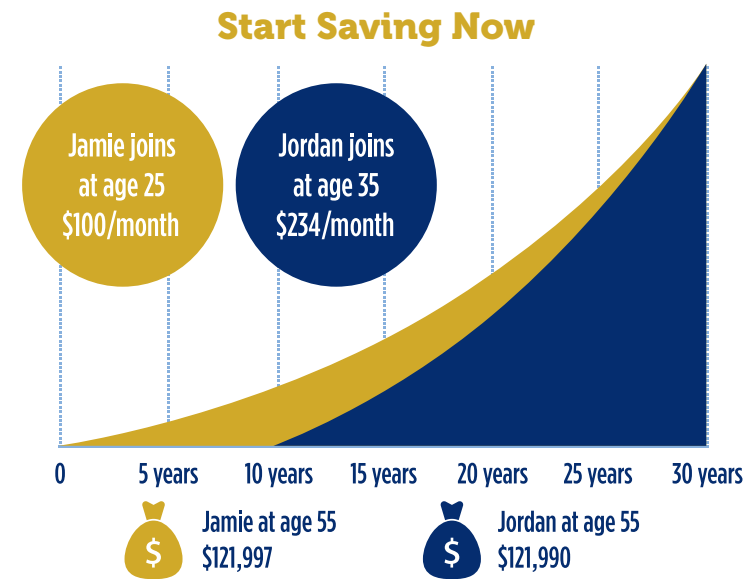 Start Saving Now
Jamie joins
at age 25
$100/month
Jordan joins
at age 35
$234/month
0
5 years
10 years
15 years
20 years
25 years
30 years
$
Jamie at age 55
$121,997
$
Jordan at age 55
$121,990